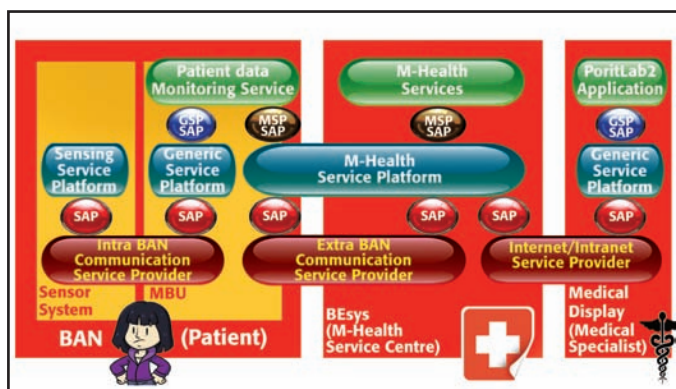 Patient data
Monitoring Service
M-Health
Services
PoritLab2
Application
GSP
SAP
MSP
SAP
MSP
SAP
GSP
SAP
Sensing
Service
Platform
Generic
Service
Platform
M-Health
Service Platform
Generic
Service
Platform
SAP
SAP
SAP
SAP
SAP
SAP
Intra BAN
Communication
Service Provider
Extra BAN
Communication
Service Provider
Internet/Intranet
Service Provider
Sensor
System
MBU
BAN
(Patient)
BEsys
(M-Health
Service Centre)
Medical
Display
(Medical
Specialist)